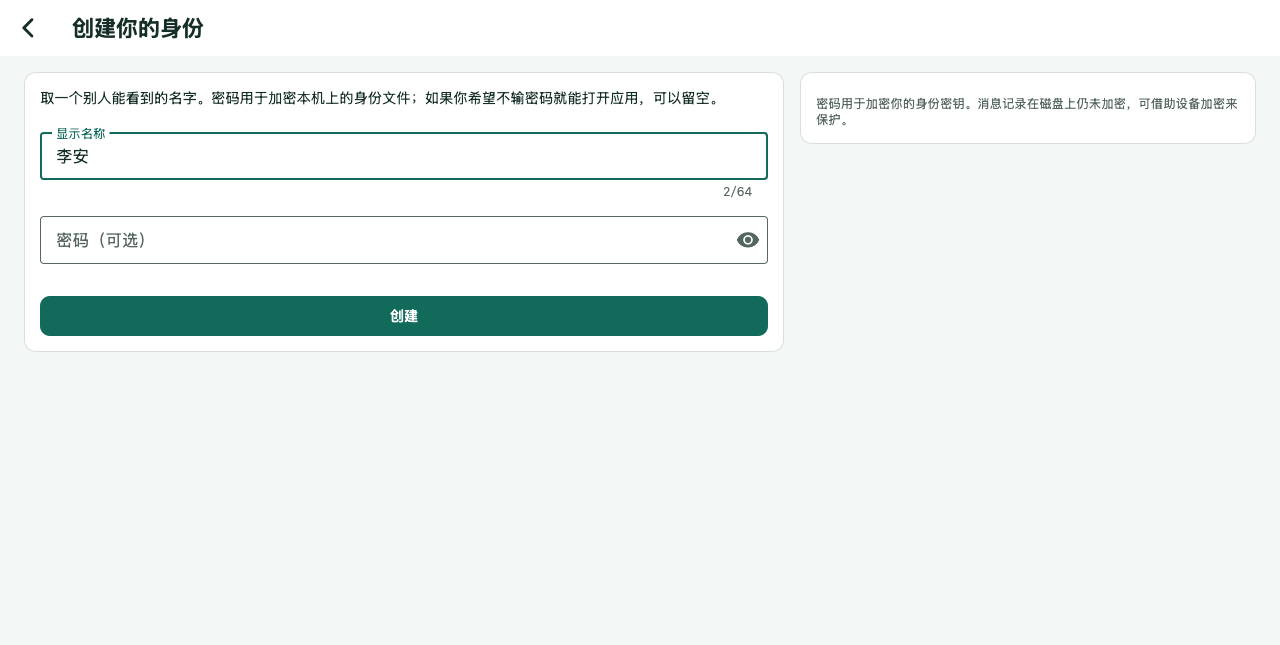 创建你的身份
取一个别人能看到的名字。密码用于加密本机上的身份文件；如果你希望不输密码就能打开应用，可以留空。
显示名称
李安
2/64
密码（可选）
创建
密码用于加密你的身份密钥。消息记录在磁盘上仍未加密，可借助设备加密来
保护。